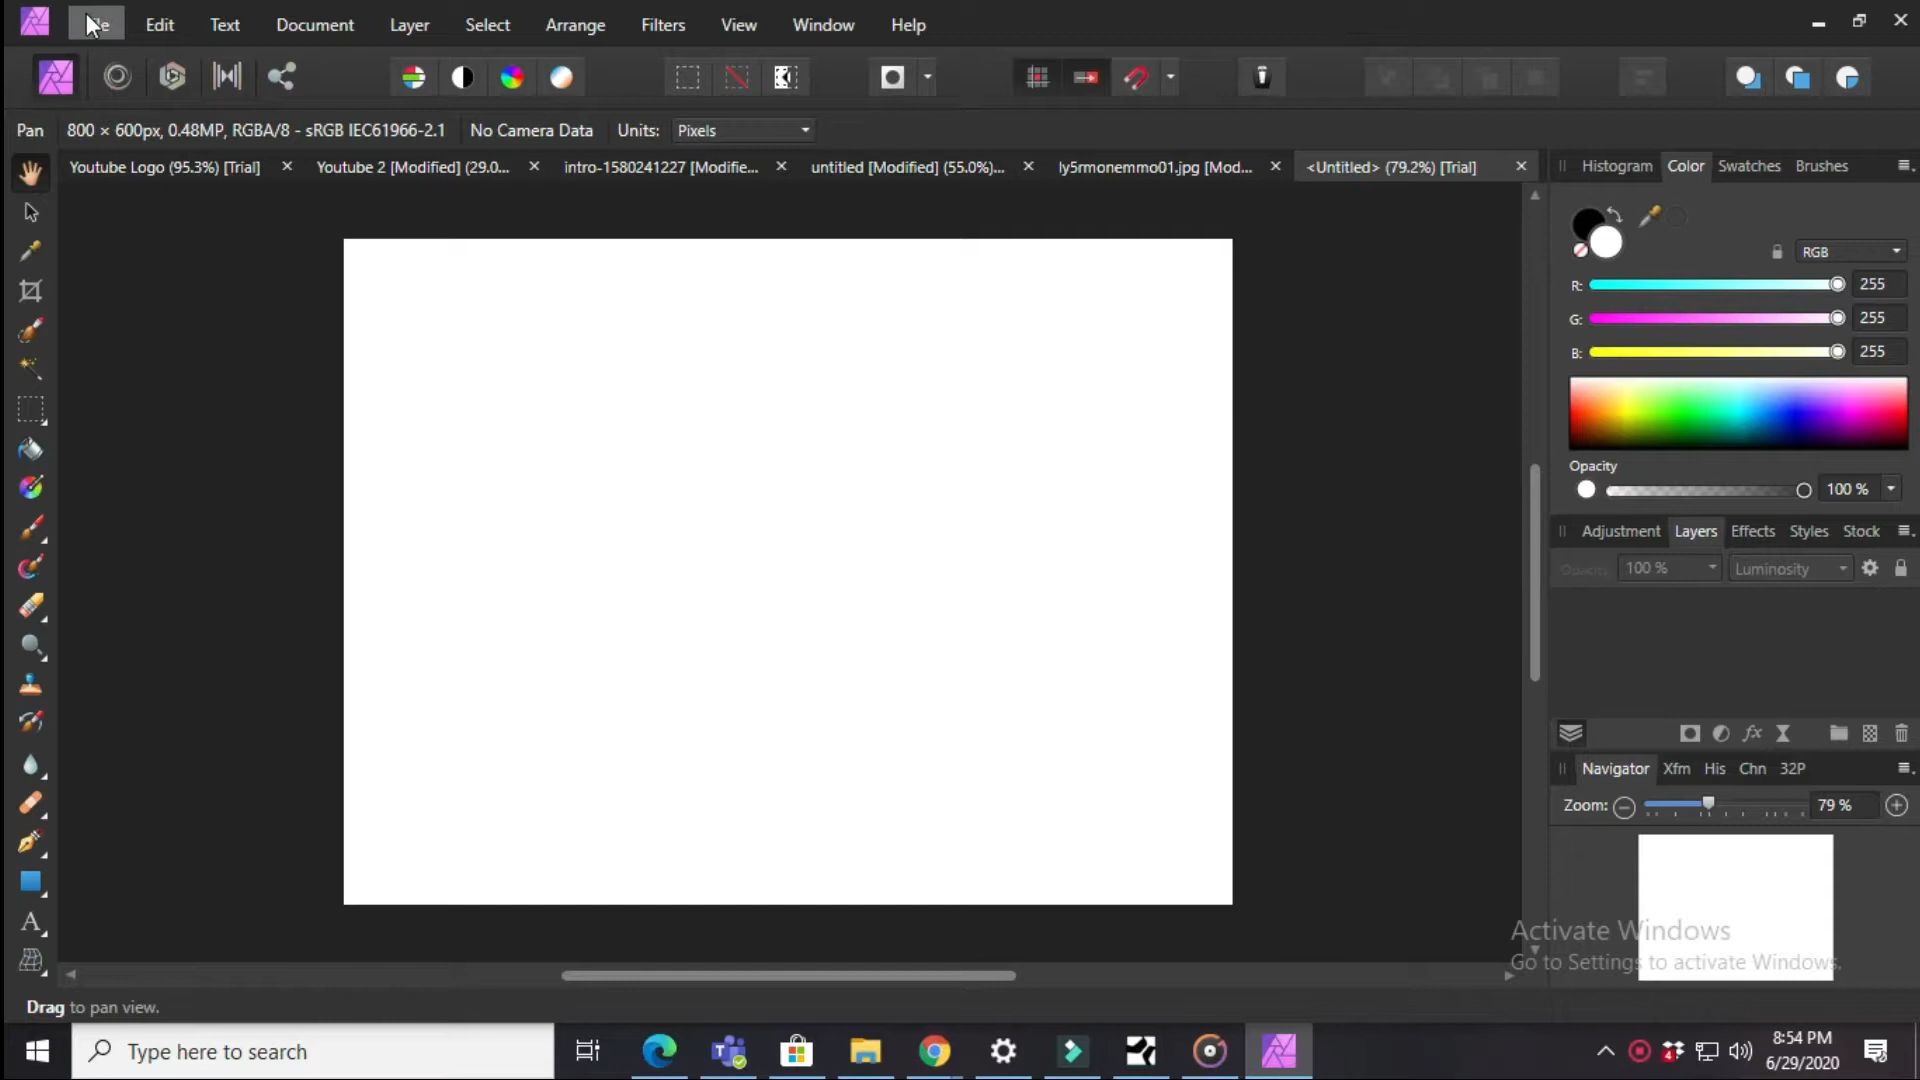 Edit Text Document Layer Select Arrange Filters View Window Help
Pan 800 × 600px, 0.48MP, RGBA/8 - sRGB IEC61966-2.1 No Camera Data Units: Pixels
Youtube Logo (95.3%) [Trial] Youtube 2 [Modified] (29.0... intro-1580241227 [Modifie... untitled [Modified] (55.0%)... ly5rmonemmo01.jpg [Mod... <Untitled> (79.2%) [Trial]
Histogram Color Swatches Brushes
RGB
R: 255
G: 255
B: 255
Opacity
100 %
Adjustment Layers Effects Styles Stock
Opacity: 100 % Luminosity
fx
Navigator Xfm His Chn 32P
Zoom: 79 %
A
Activate Windows
Go to Settings to activate Windows.
Drag to pan view.
Type here to search
8:54 PM
6/29/2020